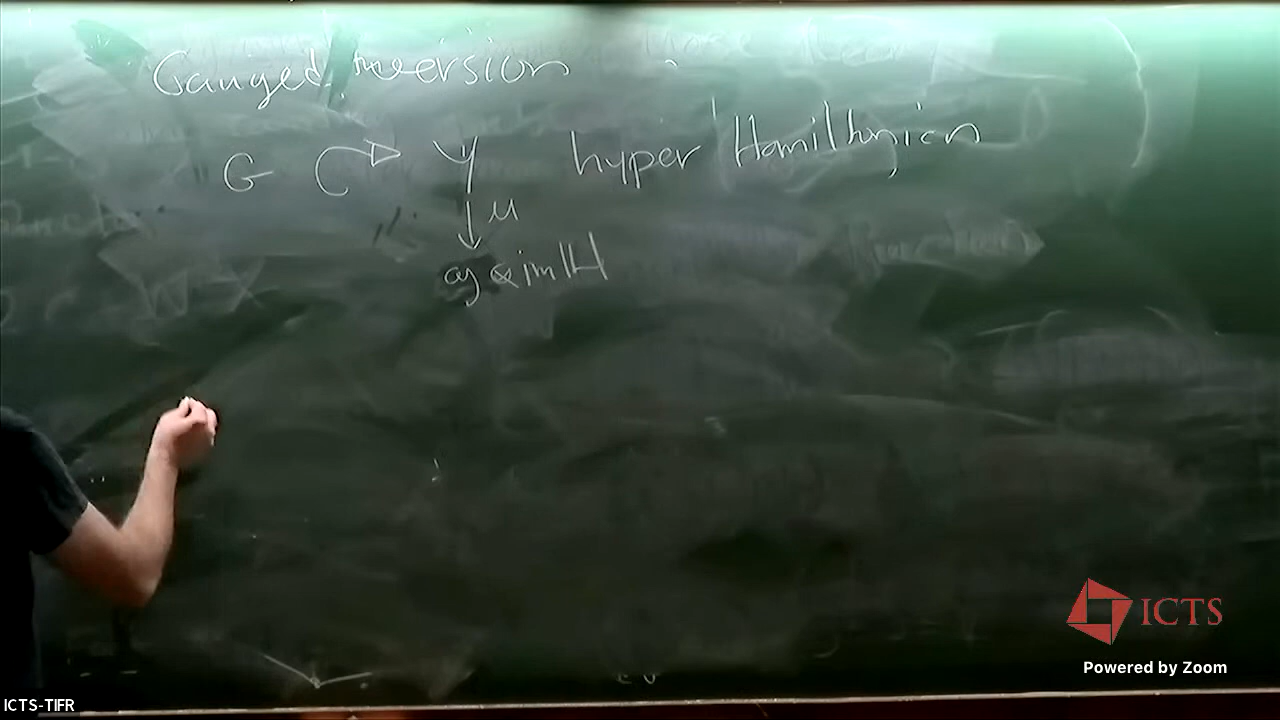 Gauged version
G ⟳ Y hyper Hamiltonian
↓ μ
𝔤 ⊗ im ℍ
ICTS
Powered by Zoom
ICTS-TIFR